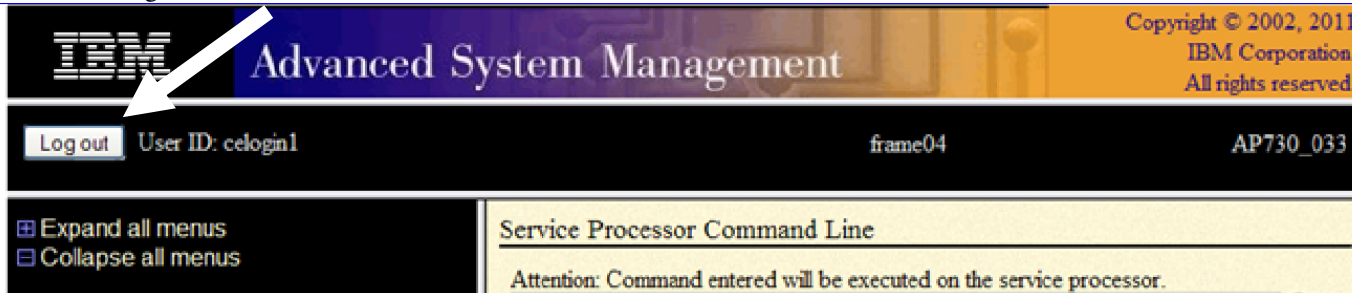 IBM
Advanced System Management
Copyright © 2002, 2011
IBM Corporation
All rights reserved
Log out User ID: celogin1 frame04 AP730_033
Expand all menus
Collapse all menus
Service Processor Command Line
Attention: Command entered will be executed on the service processor.